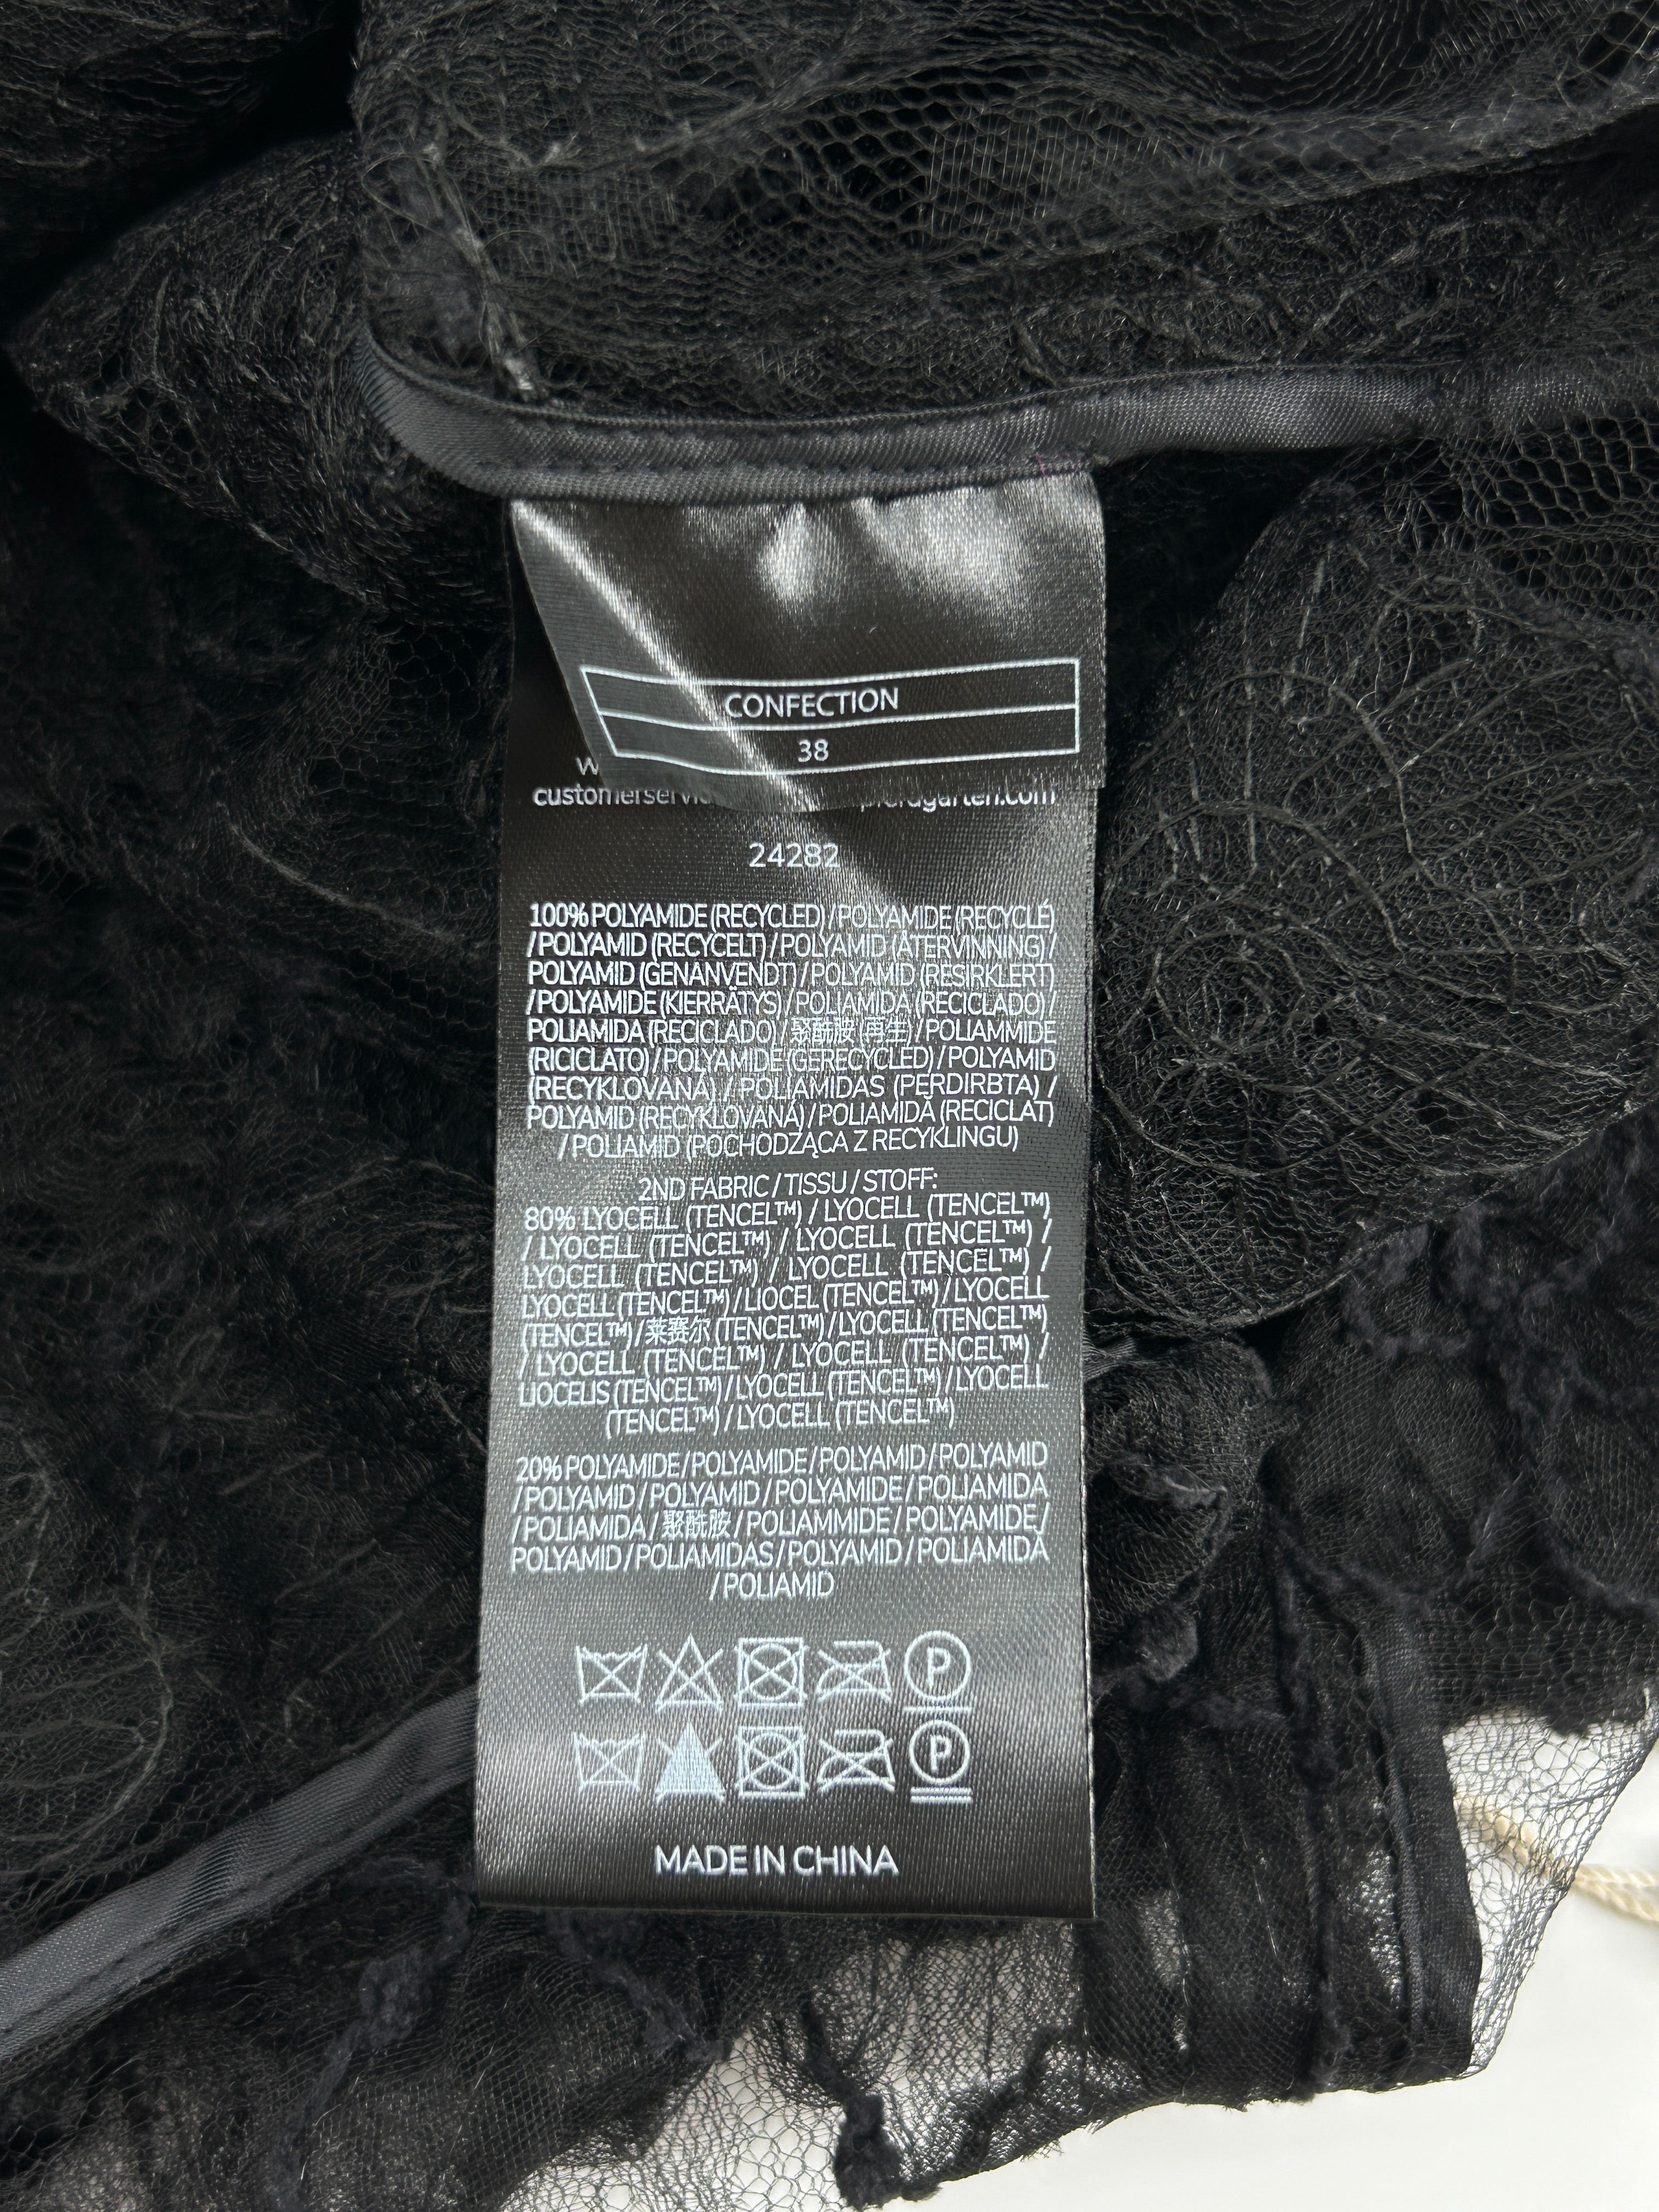 CONFECTION
38
24282
100% POLYAMIDE (RECYCLED) / POLYAMIDE (RECYCLÉ)
/ POLYAMID (RECYCELT) / POLYAMID (ÅTERVINNING) /
POLYAMID (GENANVENDT) / POLYAMID (RESIRKLERT)
/ POLYAMIDE (KIERRÄTYS) / POLIAMIDA (RECICLADO) /
POLIAMIDA (RECICLADO) / 聚酰胺 (再生) / POLIAMMIDE
(RICICLATO) / POLYAMIDE (GERECYCLED) / POLYAMID
(RECYKLOVANÁ) / POLIAMIDAS (PERDIRBTA) /
POLYAMID (RECYKLOVANÁ) / POLIAMIDĂ (RECICLAT)
/ POLIAMID (POCHODZĄCA Z RECYKLINGU)
2ND FABRIC / TISSU / STOFF:
80% LYOCELL (TENCEL™) / LYOCELL (TENCEL™)
/ LYOCELL (TENCEL™) / LYOCELL (TENCEL™) /
LYOCELL (TENCEL™) / LYOCELL (TENCEL™) /
LYOCELL (TENCEL™) / LIOCEL (TENCEL™) / LYOCELL
(TENCEL™) / 莱赛尔 (TENCEL™) / LYOCELL (TENCEL™)
/ LYOCELL (TENCEL™) / LYOCELL (TENCEL™) /
LIOCELIS (TENCEL™) / LYOCELL (TENCEL™) / LYOCELL
(TENCEL™) / LYOCELL (TENCEL™)
20% POLYAMIDE / POLYAMIDE / POLYAMID / POLYAMID
/ POLYAMID / POLYAMID / POLYAMIDE / POLIAMIDA
/ POLIAMIDA / 聚酰胺 / POLIAMMIDE / POLYAMIDE /
POLYAMID / POLIAMIDAS / POLYAMID / POLIAMIDĂ
/ POLIAMID
P
P
MADE IN CHINA